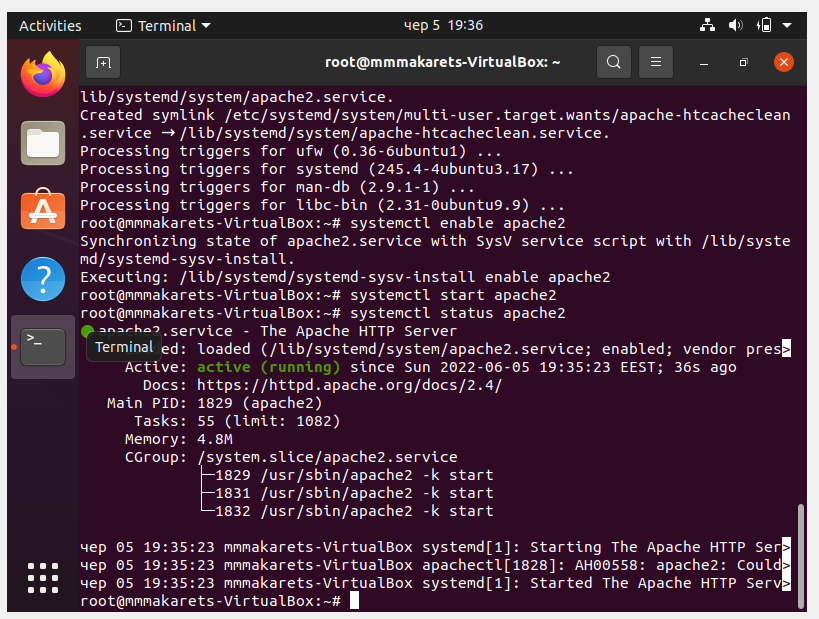 Activities Terminal чер 5 19:36
root@mmmakarets-VirtualBox: ~
lib/systemd/system/apache2.service.
Created symlink /etc/systemd/system/multi-user.target.wants/apache-htcacheclean
.service → /lib/systemd/system/apache-htcacheclean.service.
Processing triggers for ufw (0.36-6ubuntu1) ...
Processing triggers for systemd (245.4-4ubuntu3.17) ...
Processing triggers for man-db (2.9.1-1) ...
Processing triggers for libc-bin (2.31-0ubuntu9.9) ...
root@mmmakarets-VirtualBox:~# systemctl enable apache2
Synchronizing state of apache2.service with SysV service script with /lib/syste
md/systemd-sysv-install.
Executing: /lib/systemd/systemd-sysv-install enable apache2
root@mmmakarets-VirtualBox:~# systemctl start apache2
root@mmmakarets-VirtualBox:~# systemctl status apache2
● apache2.service - The Apache HTTP Server
Terminal ed: loaded (/lib/systemd/system/apache2.service; enabled; vendor pres>
Active: active (running) since Sun 2022-06-05 19:35:23 EEST; 36s ago
Docs: https://httpd.apache.org/docs/2.4/
Main PID: 1829 (apache2)
Tasks: 55 (limit: 1082)
Memory: 4.8M
CGroup: /system.slice/apache2.service
├─1829 /usr/sbin/apache2 -k start
├─1831 /usr/sbin/apache2 -k start
└─1832 /usr/sbin/apache2 -k start
чер 05 19:35:23 mmmakarets-VirtualBox systemd[1]: Starting The Apache HTTP Ser>
чер 05 19:35:23 mmmakarets-VirtualBox apachectl[1828]: AH00558: apache2: Could>
чер 05 19:35:23 mmmakarets-VirtualBox systemd[1]: Started The Apache HTTP Serv>
root@mmmakarets-VirtualBox:~#